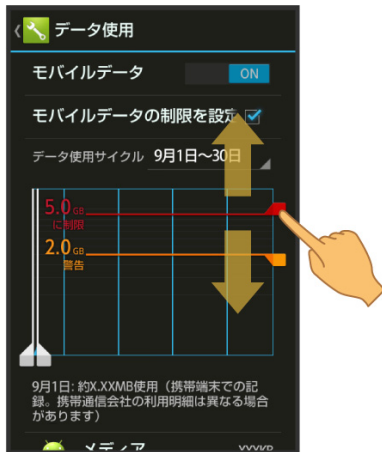 データ使用
モバイルデータ
ON
モバイルデータの制限を設定
データ使用サイクル 9月1日～30日
5.0 GB
に制限
2.0 GB
警告
9月1日: 約X.XXMB使用（携帯端末での記
録。携帯通信会社の利用明細は異なる場合
があります）
メディア
XXXKB